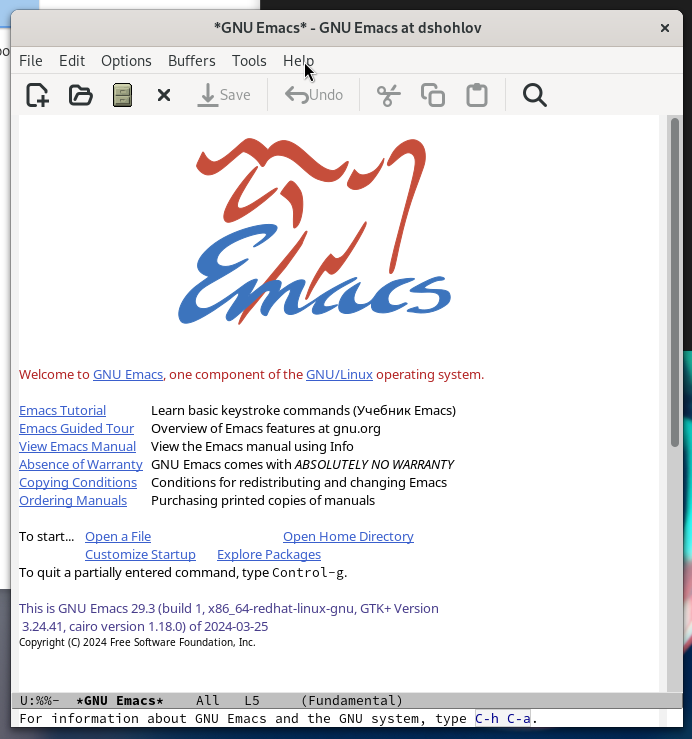 *GNU Emacs* - GNU Emacs at dshohlov
File Edit Options Buffers Tools Help
Save Undo
Emacs
Welcome to GNU Emacs, one component of the GNU/Linux operating system.
Emacs Tutorial Learn basic keystroke commands (Учебник Emacs)
Emacs Guided Tour Overview of Emacs features at gnu.org
View Emacs Manual View the Emacs manual using Info
Absence of Warranty GNU Emacs comes with ABSOLUTELY NO WARRANTY
Copying Conditions Conditions for redistributing and changing Emacs
Ordering Manuals Purchasing printed copies of manuals
To start... Open a File Open Home Directory
Customize Startup Explore Packages
To quit a partially entered command, type Control-g.
This is GNU Emacs 29.3 (build 1, x86_64-redhat-linux-gnu, GTK+ Version
3.24.41, cairo version 1.18.0) of 2024-03-25
Copyright (C) 2024 Free Software Foundation, Inc.
U:%%- *GNU Emacs* All L5 (Fundamental)
For information about GNU Emacs and the GNU system, type C-h C-a.